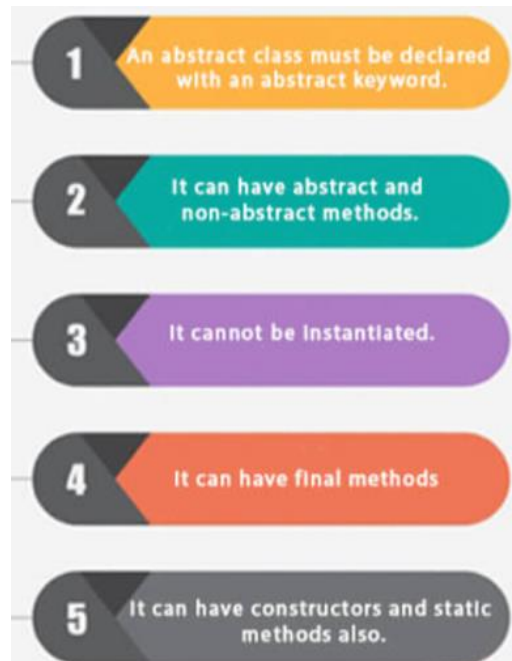 1
An abstract class must be declared
with an abstract keyword.
2
It can have abstract and
non-abstract methods.
3
It cannot be instantiated.
4
It can have final methods
5
It can have constructors and static
methods also.